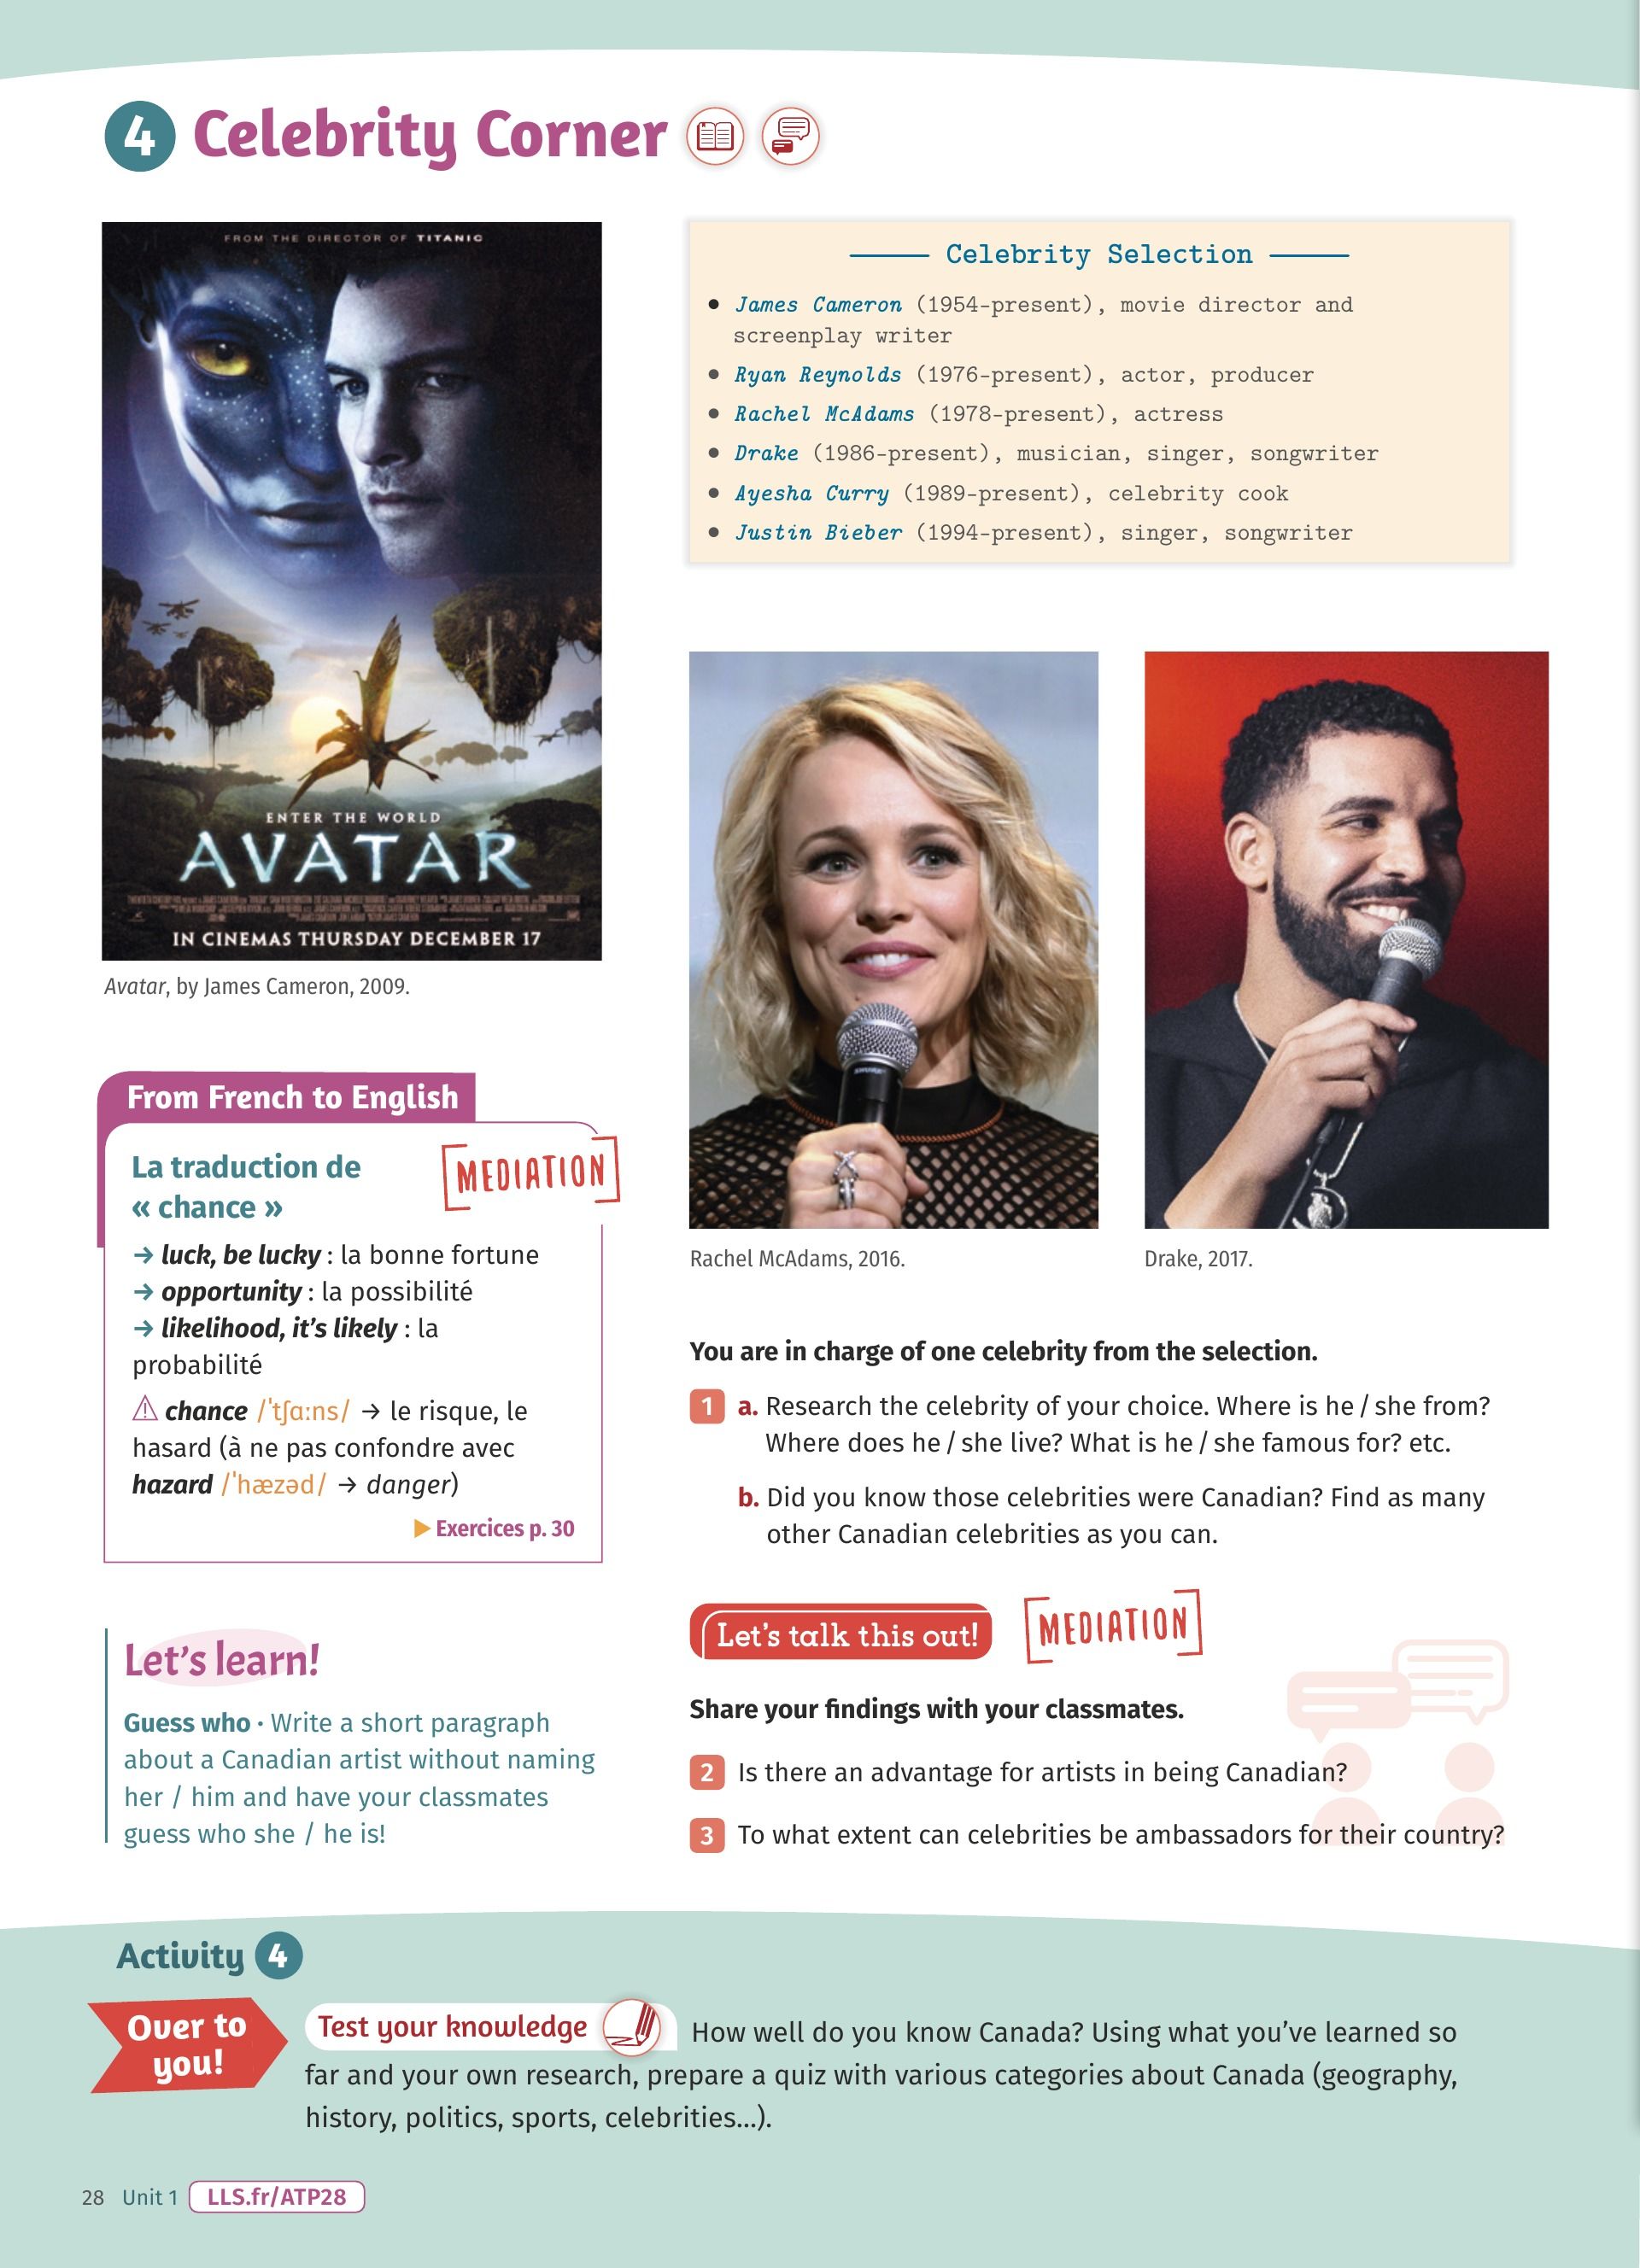 4 Celebrity Corner
FROM THE DIRECTOR OF TITANIC
ENTER THE WORLD
AVATAR
IN CINEMAS THURSDAY DECEMBER 17
Avatar, by James Cameron, 2009.
Celebrity Selection
• James Cameron (1954-present), movie director and
screenplay writer
• Ryan Reynolds (1976-present), actor, producer
• Rachel McAdams (1978-present), actress
• Drake (1986-present), musician, singer, songwriter
• Ayesha Curry (1989-present), celebrity cook
• Justin Bieber (1994-present), singer, songwriter
SHURE
Rachel McAdams, 2016.
Drake, 2017.
From French to English
MEDIATION
La traduction de
« chance »
→ luck, be lucky : la bonne fortune
→ opportunity : la possibilité
→ likelihood, it's likely : la
probabilité
⚠ chance /ˈtʃɑːns/ → le risque, le
hasard (à ne pas confondre avec
hazard /ˈhæzəd/ → danger)
▶ Exercices p. 30
Let's learn!
Guess who · Write a short paragraph
about a Canadian artist without naming
her / him and have your classmates
guess who she / he is!
You are in charge of one celebrity from the selection.
1 a. Research the celebrity of your choice. Where is he / she from?
Where does he / she live? What is he / she famous for? etc.
b. Did you know those celebrities were Canadian? Find as many
other Canadian celebrities as you can.
Let's talk this out!
MEDIATION
Share your findings with your classmates.
2 Is there an advantage for artists in being Canadian?
3 To what extent can celebrities be ambassadors for their country?
Activity 4
Over to
you!
Test your knowledge How well do you know Canada? Using what you've learned so
far and your own research, prepare a quiz with various categories about Canada (geography,
history, politics, sports, celebrities...).
28 Unit 1 LLS.fr/ATP28